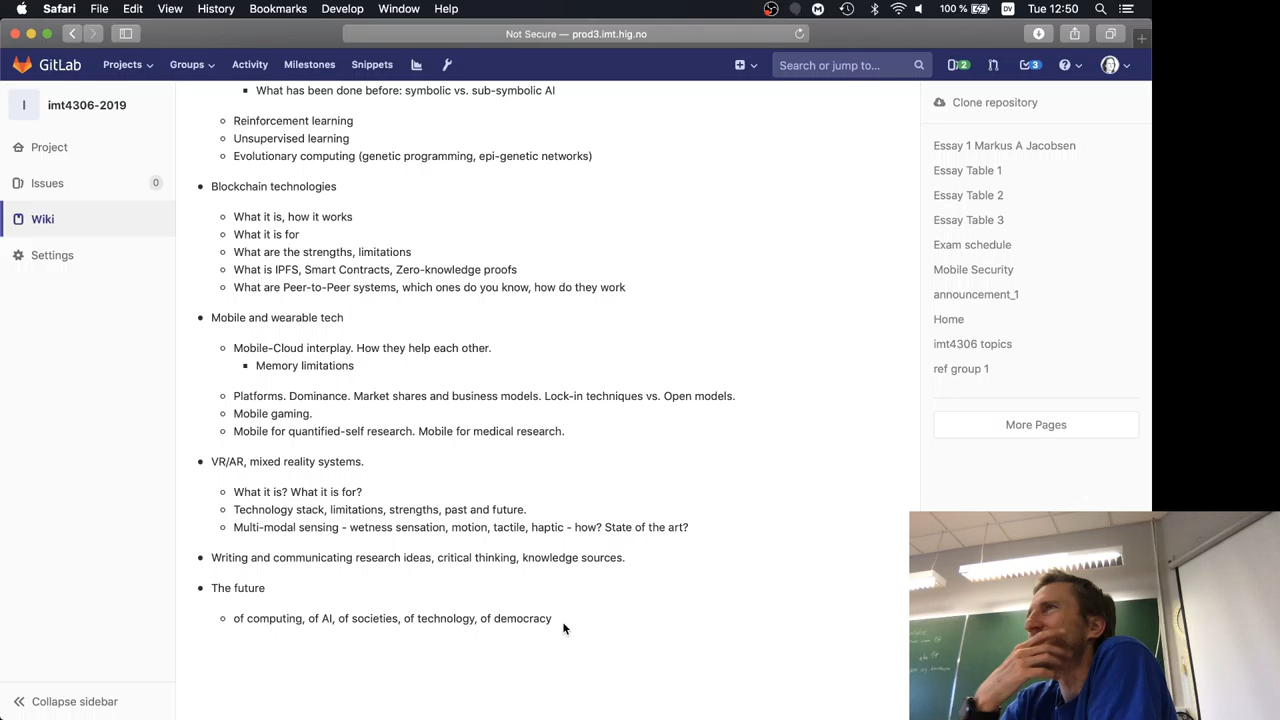 Safari File Edit View History Bookmarks Develop Window Help 100 % DV Tue 12:50
Not Secure — prod3.imt.hig.no
GitLab Projects Groups Activity Milestones Snippets Search or jump to... 2 3
I imt4306-2019
Project
Issues 0
Wiki
Settings
Collapse sidebar
What has been done before: symbolic vs. sub-symbolic AI
Reinforcement learning
Unsupervised learning
Evolutionary computing (genetic programming, epi-genetic networks)
Blockchain technologies
What it is, how it works
What it is for
What are the strengths, limitations
What is IPFS, Smart Contracts, Zero-knowledge proofs
What are Peer-to-Peer systems, which ones do you know, how do they work
Mobile and wearable tech
Mobile-Cloud interplay. How they help each other.
Memory limitations
Platforms. Dominance. Market shares and business models. Lock-in techniques vs. Open models.
Mobile gaming.
Mobile for quantified-self research. Mobile for medical research.
VR/AR, mixed reality systems.
What it is? What it is for?
Technology stack, limitations, strengths, past and future.
Multi-modal sensing - wetness sensation, motion, tactile, haptic - how? State of the art?
Writing and communicating research ideas, critical thinking, knowledge sources.
The future
of computing, of AI, of societies, of technology, of democracy
Clone repository
Essay 1 Markus A Jacobsen
Essay Table 1
Essay Table 2
Essay Table 3
Exam schedule
Mobile Security
announcement_1
Home
imt4306 topics
ref group 1
More Pages